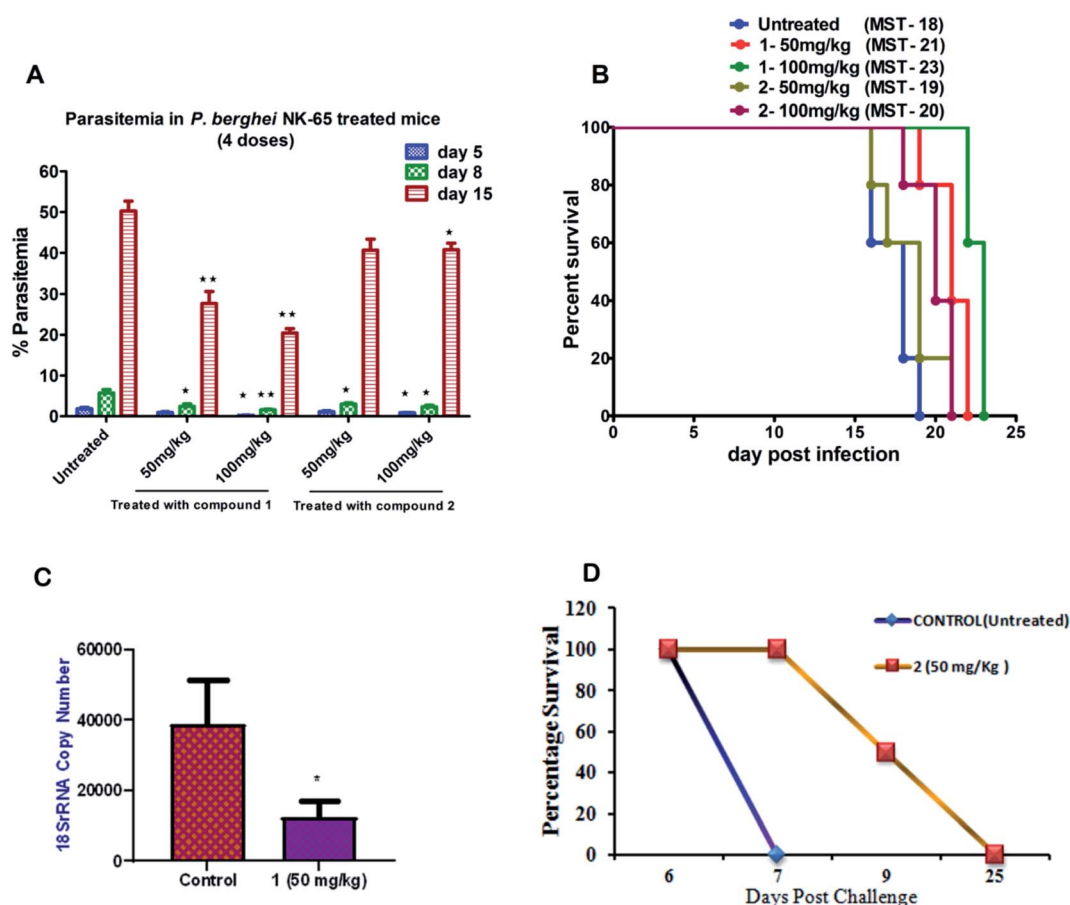 A
Parasitemia in P. berghei NK-65 treated mice
(4 doses)
day 5
day 8
day 15
% Parasitemia
60
50
40
30
20
10
0
★★
★
★
★★
★★
★
★
★
★
Untreated
50mg/kg
100mg/kg
50mg/kg
100mg/kg
Treated with compound 1
Treated with compound 2
B
Untreated (MST- 18)
1- 50mg/kg (MST- 21)
1- 100mg/kg (MST- 23)
2- 50mg/kg (MST- 19)
2- 100mg/kg (MST- 20)
Percent survival
100
80
60
40
20
0
0 5 10 15 20 25
day post infection
C
18SrRNA Copy Number
60000
40000
20000
0
*
Control
1 (50 mg/kg)
D
Percentage Survival
120
100
80
60
40
20
0
6 7 9 25
Days Post Challenge
CONTROL(Untreated)
2 (50 mg/Kg )